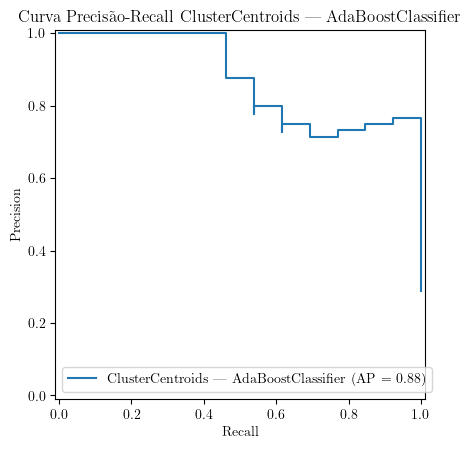 Curva Precisão-Recall ClusterCentroids — AdaBoostClassifier
1.0
0.8
0.6
0.4
0.2
0.0
Precision
ClusterCentroids — AdaBoostClassifier (AP = 0.88)
0.0 0.2 0.4 0.6 0.8 1.0
Recall